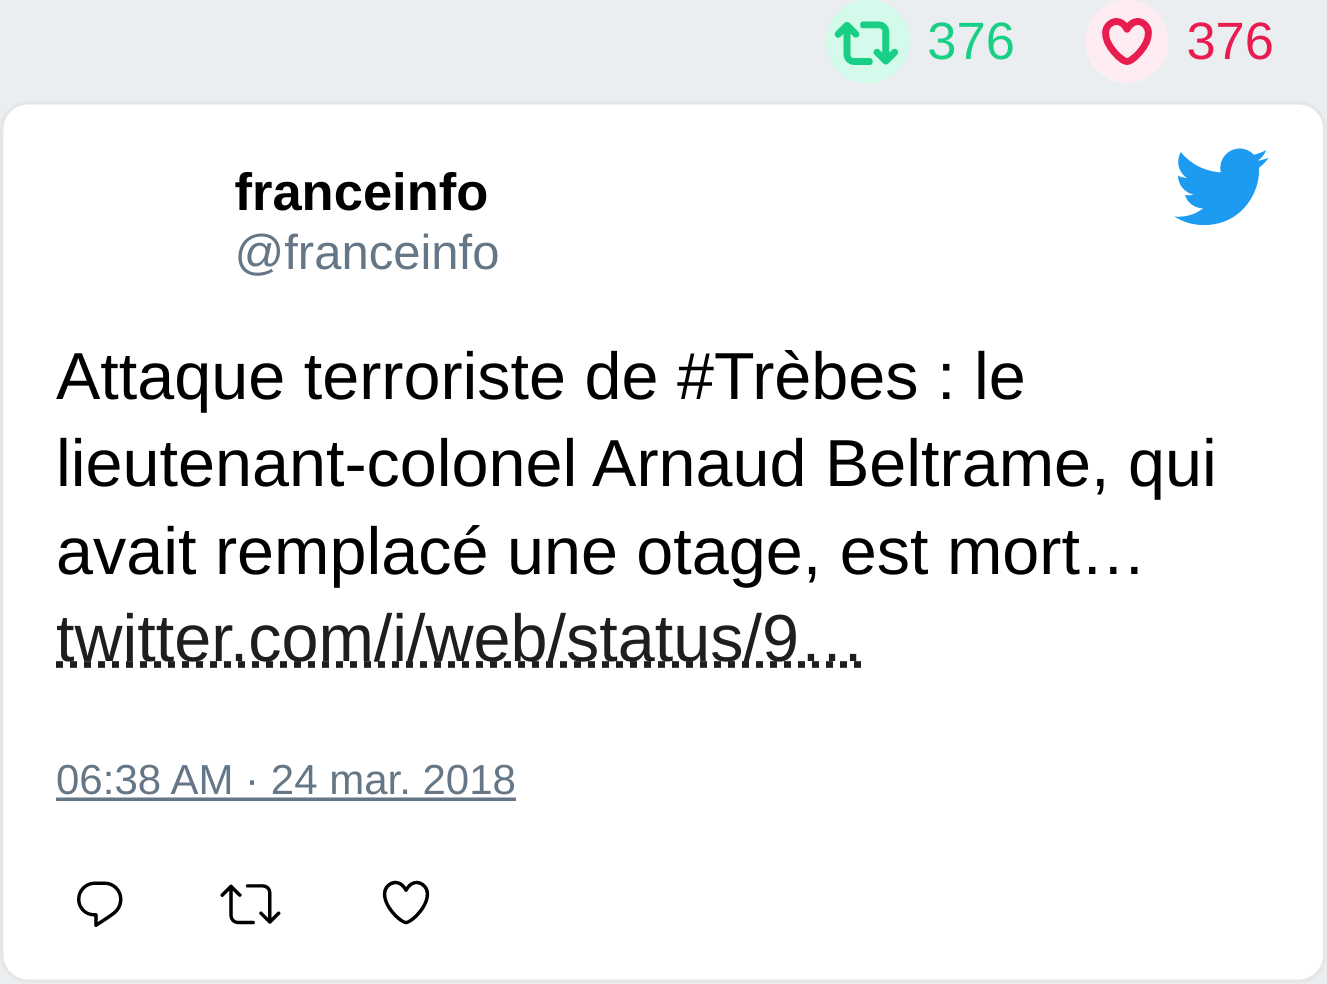 376 376
franceinfo
@franceinfo
Attaque terroriste de #Trèbes : le
lieutenant-colonel Arnaud Beltrame, qui
avait remplacé une otage, est mort…
twitter.com/i/web/status/9…
06:38 AM · 24 mar. 2018